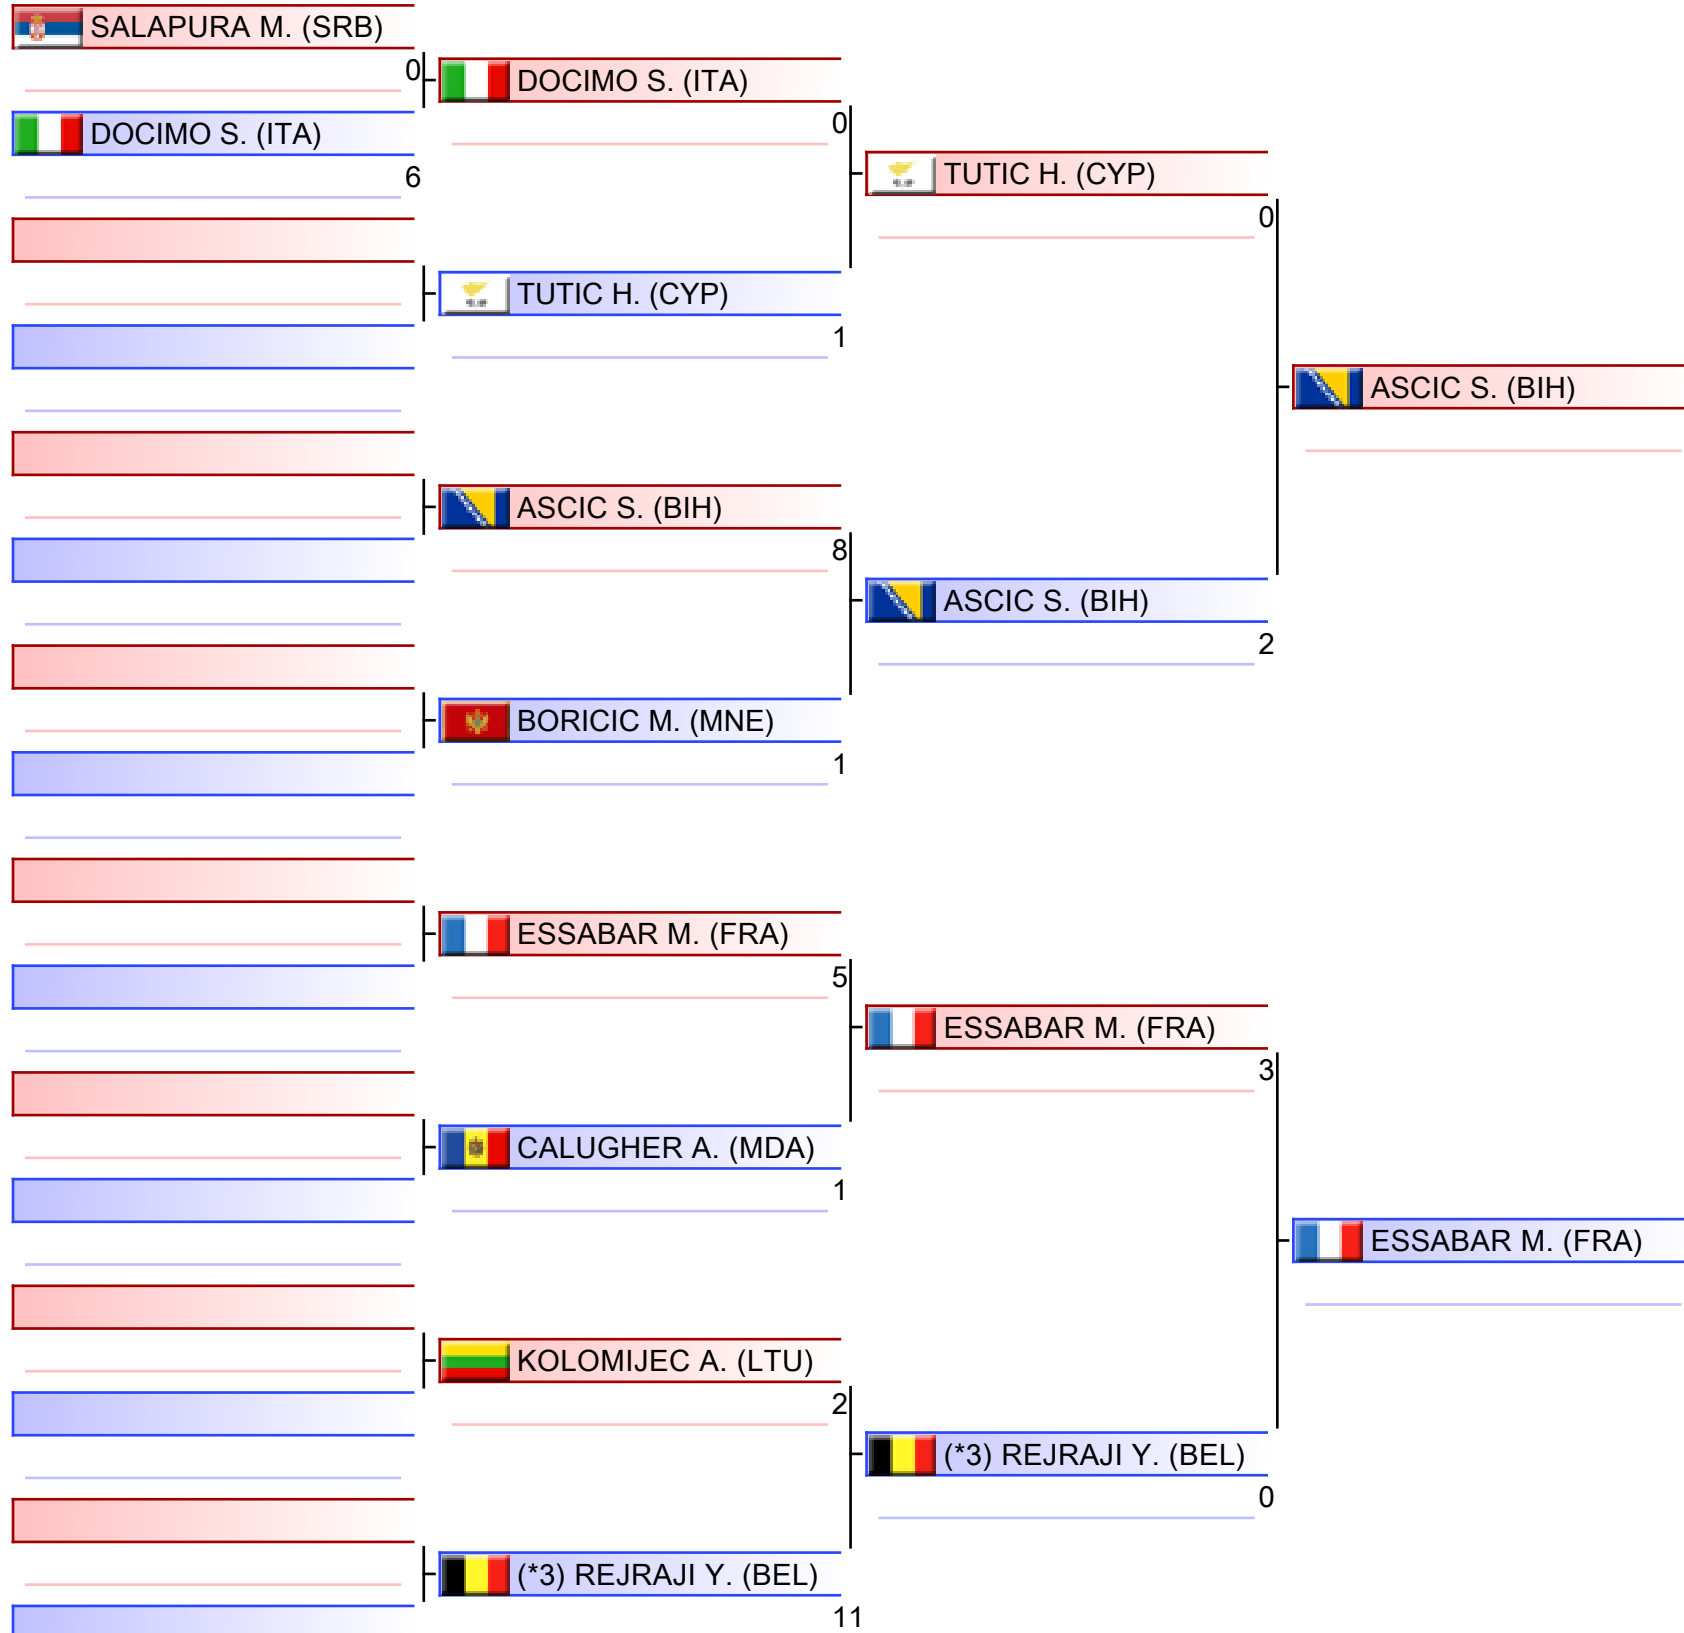 SALAPURA M. (SRB)
0
DOCIMO S. (ITA)
6
DOCIMO S. (ITA)
0
TUTIC H. (CYP)
1
ASCIC S. (BIH)
8
BORICIC M. (MNE)
1
ESSABAR M. (FRA)
5
CALUGHER A. (MDA)
1
KOLOMIJEC A. (LTU)
2
(*3) REJRAJI Y. (BEL)
11
TUTIC H. (CYP)
0
ASCIC S. (BIH)
2
ESSABAR M. (FRA)
3
(*3) REJRAJI Y. (BEL)
0
ASCIC S. (BIH)
ESSABAR M. (FRA)